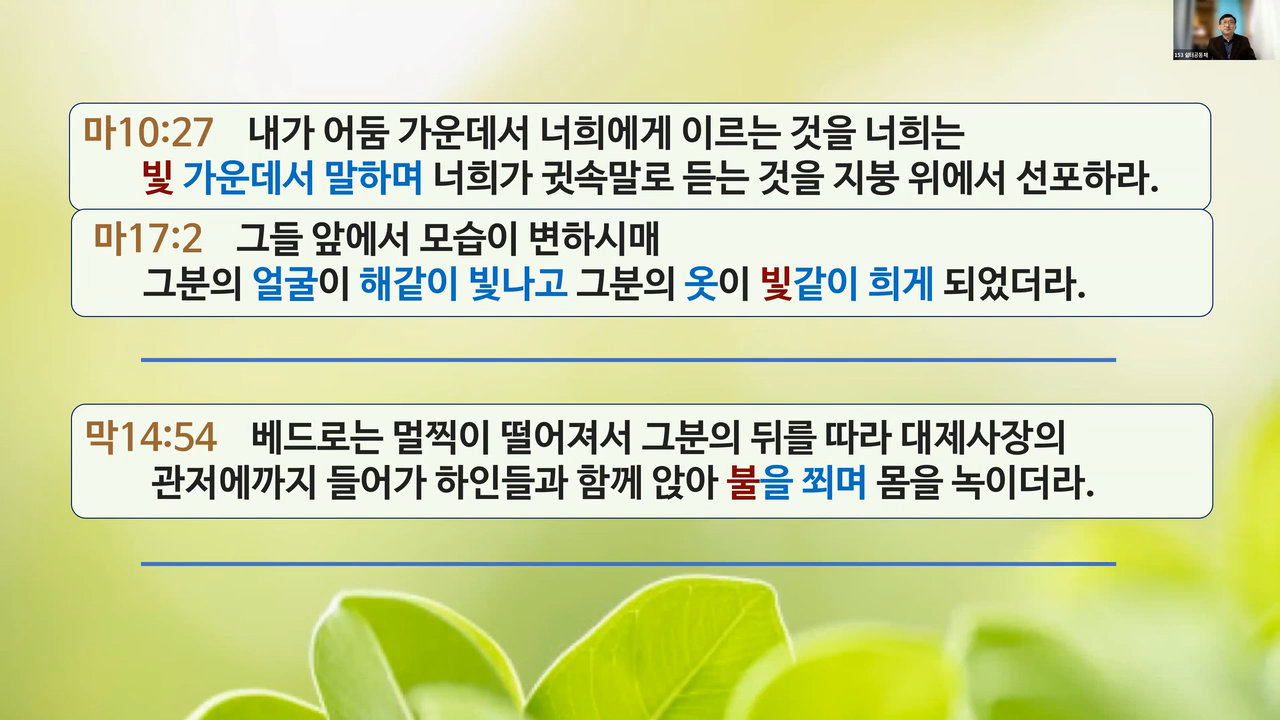 153 쉴터공동체
마10:27 내가 어둠 가운데서 너희에게 이르는 것을 너희는
빛 가운데서 말하며 너희가 귓속말로 듣는 것을 지붕 위에서 선포하라.
마17:2 그들 앞에서 모습이 변하시매
그분의 얼굴이 해같이 빛나고 그분의 옷이 빛같이 희게 되었더라.
막14:54 베드로는 멀찍이 떨어져서 그분의 뒤를 따라 대제사장의
관저에까지 들어가 하인들과 함께 앉아 불을 쬐며 몸을 녹이더라.